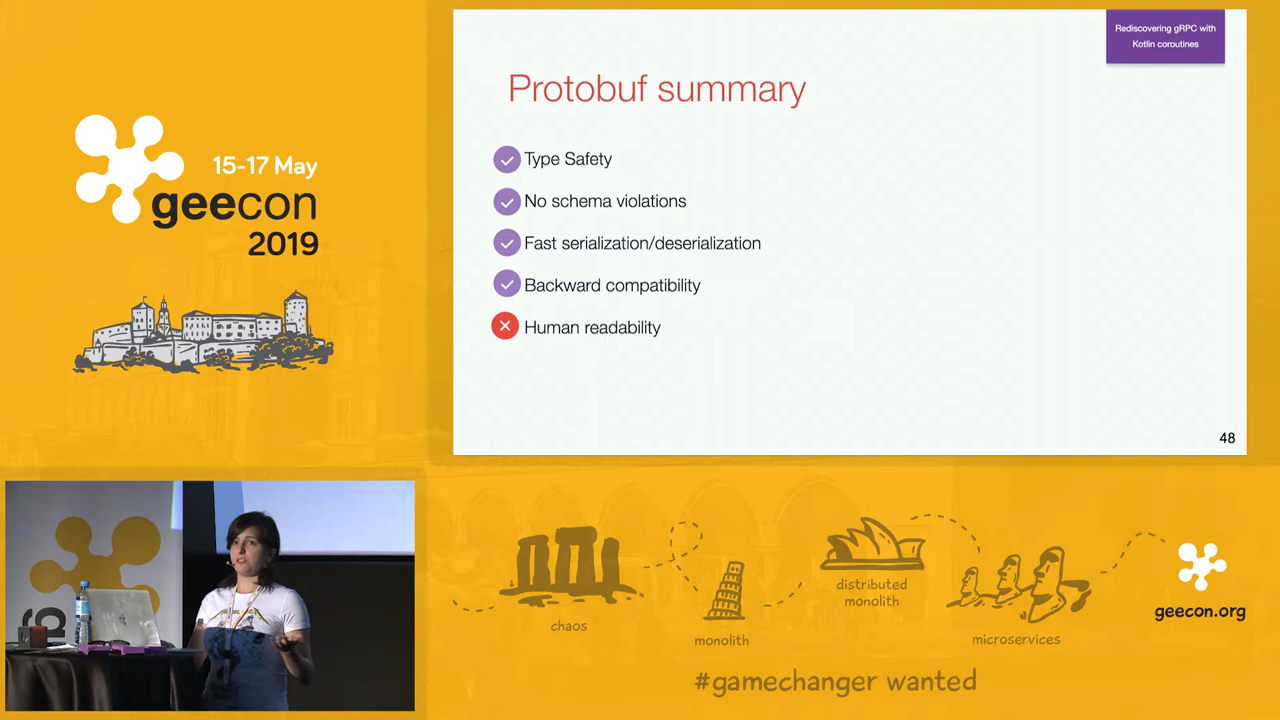 15-17 May
geecon
2019
Rediscovering gRPC with
Kotlin coroutines
Protobuf summary
Type Safety
No schema violations
Fast serialization/deserialization
Backward compatibility
Human readability
48
chaos
monolith
distributed
monolith
microservices
geecon.org
#gamechanger wanted